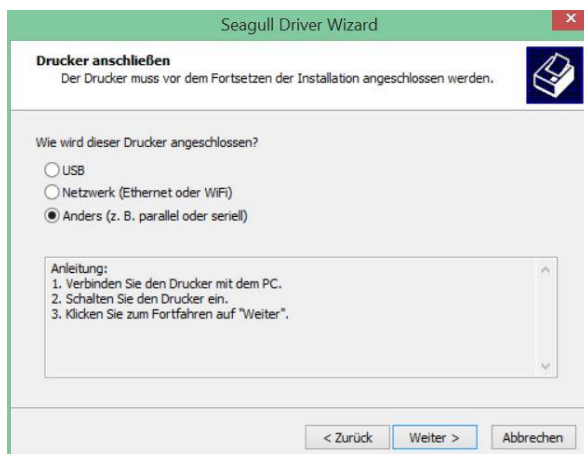 Seagull Driver Wizard
Drucker anschließen
Der Drucker muss vor dem Fortsetzen der Installation angeschlossen werden.
Wie wird dieser Drucker angeschlossen?
USB
Netzwerk (Ethernet oder WiFi)
Anders (z. B. parallel oder seriell)
Anleitung:
1. Verbinden Sie den Drucker mit dem PC.
2. Schalten Sie den Drucker ein.
3. Klicken Sie zum Fortfahren auf "Weiter".
< Zurück Weiter > Abbrechen